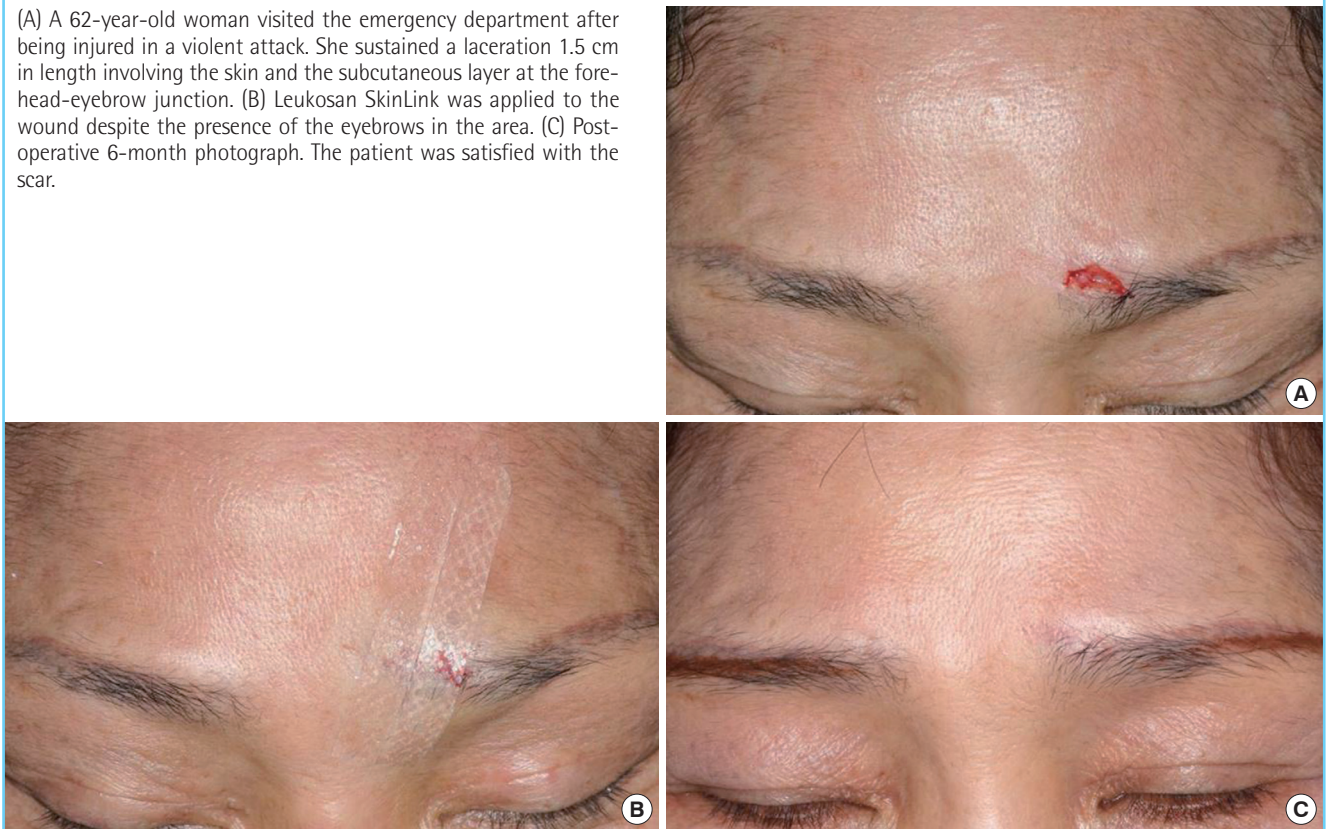 (A) A 62-year-old woman visited the emergency department after
being injured in a violent attack. She sustained a laceration 1.5 cm
in length involving the skin and the subcutaneous layer at the fore-
head-eyebrow junction. (B) Leukosan SkinLink was applied to the
wound despite the presence of the eyebrows in the area. (C) Post-
operative 6-month photograph. The patient was satisfied with the
scar.
A
B
C